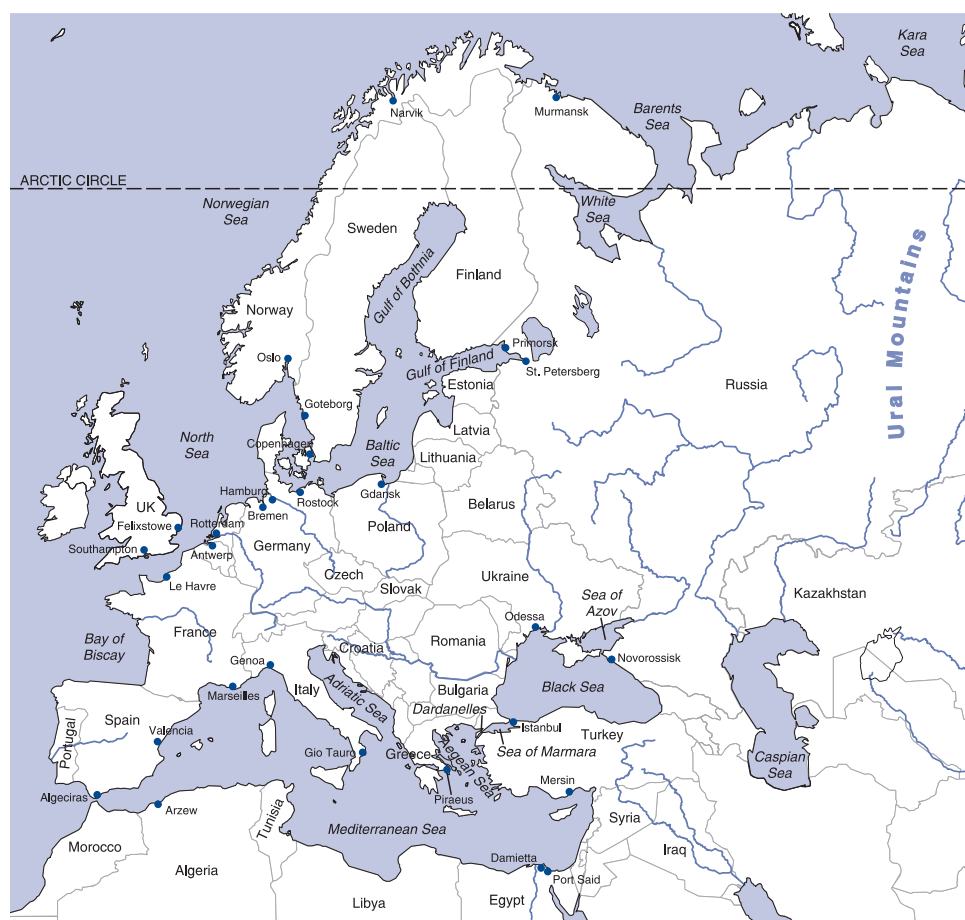 Kara
Sea
Barents
Sea
Narvik
Murmansk
ARCTIC CIRCLE
Norwegian
Sea
White
Sea
Sweden
Gulf of Bothnia
Finland
Ural Mountains
Norway
Oslo
Primorsk
Gulf of Finland
St. Petersberg
Estonia
Russia
Goteborg
North
Sea
Copenhagen
Baltic
Sea
Latvia
Lithuania
Hamburg
Rostock
Gdansk
Bremen
Belarus
UK
Felixstowe
Rotterdam
Poland
Southampton
Antwerp
Germany
Czech
Ukraine
Le Havre
Slovak
Sea of
Azov
Kazakhstan
Odessa
France
Bay of
Biscay
Croatia
Romania
Genoa
Novorossisk
Marseilles
Italy
Adriatic Sea
Bulgaria
Black Sea
Dardanelles
Portugal
Spain
Valencia
Istanbul
Turkey
Sea of Marmara
Gio Tauro
Greece
Aegean Sea
Caspian
Sea
Mersin
Algeciras
Piraeus
Arzew
Tunisia
Mediterranean Sea
Syria
Morocco
Iraq
Algeria
Damietta
Port Said
Libya
Egypt